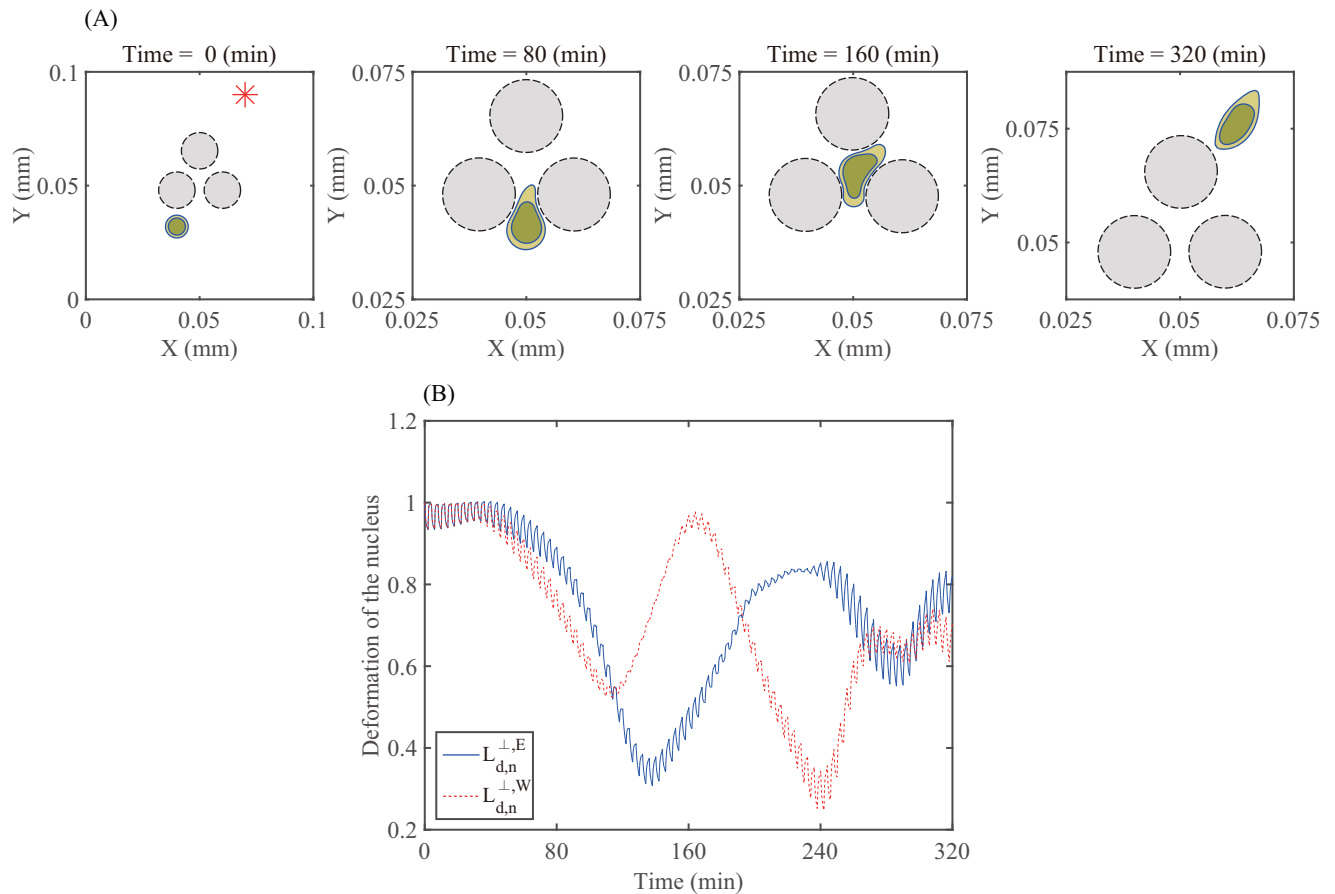 (A)
Time = 0 (min)
Time = 80 (min)
Time = 160 (min)
Time = 320 (min)
0.1
0.05
0
Y (mm)
0
0.05
0.1
X (mm)
0.075
0.05
0.025
Y (mm)
0.025
0.05
0.075
X (mm)
0.075
0.05
0.025
Y (mm)
0.025
0.05
0.075
X (mm)
0.075
0.05
Y (mm)
0.025
0.05
0.075
X (mm)
(B)
1.2
1
0.8
0.6
0.4
0.2
Deformation of the nucleus
L⊥,E d,n
L⊥,W d,n
0
80
160
240
320
Time (min)